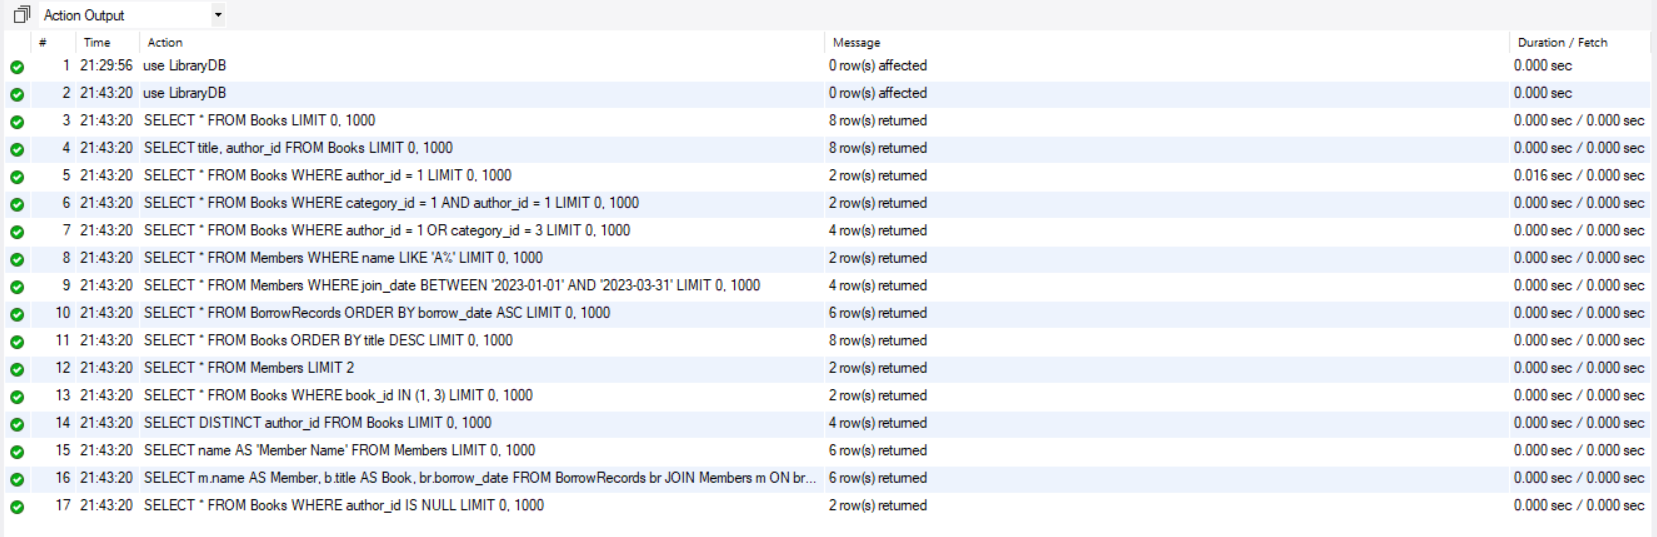 Action Output
# Time Action Message Duration / Fetch
1 21:29:56 use LibraryDB 0 row(s) affected 0.000 sec
2 21:43:20 use LibraryDB 0 row(s) affected 0.000 sec
3 21:43:20 SELECT * FROM Books LIMIT 0, 1000 8 row(s) returned 0.000 sec / 0.000 sec
4 21:43:20 SELECT title, author_id FROM Books LIMIT 0, 1000 8 row(s) returned 0.000 sec / 0.000 sec
5 21:43:20 SELECT * FROM Books WHERE author_id = 1 LIMIT 0, 1000 2 row(s) returned 0.016 sec / 0.000 sec
6 21:43:20 SELECT * FROM Books WHERE category_id = 1 AND author_id = 1 LIMIT 0, 1000 2 row(s) returned 0.000 sec / 0.000 sec
7 21:43:20 SELECT * FROM Books WHERE author_id = 1 OR category_id = 3 LIMIT 0, 1000 4 row(s) returned 0.000 sec / 0.000 sec
8 21:43:20 SELECT * FROM Members WHERE name LIKE 'A%' LIMIT 0, 1000 2 row(s) returned 0.000 sec / 0.000 sec
9 21:43:20 SELECT * FROM Members WHERE join_date BETWEEN '2023-01-01' AND '2023-03-31' LIMIT 0, 1000 4 row(s) returned 0.000 sec / 0.000 sec
10 21:43:20 SELECT * FROM BorrowRecords ORDER BY borrow_date ASC LIMIT 0, 1000 6 row(s) returned 0.000 sec / 0.000 sec
11 21:43:20 SELECT * FROM Books ORDER BY title DESC LIMIT 0, 1000 8 row(s) returned 0.000 sec / 0.000 sec
12 21:43:20 SELECT * FROM Members LIMIT 2 2 row(s) returned 0.000 sec / 0.000 sec
13 21:43:20 SELECT * FROM Books WHERE book_id IN (1, 3) LIMIT 0, 1000 2 row(s) returned 0.000 sec / 0.000 sec
14 21:43:20 SELECT DISTINCT author_id FROM Books LIMIT 0, 1000 4 row(s) returned 0.000 sec / 0.000 sec
15 21:43:20 SELECT name AS 'Member Name' FROM Members LIMIT 0, 1000 6 row(s) returned 0.000 sec / 0.000 sec
16 21:43:20 SELECT m.name AS Member, b.title AS Book, br.borrow_date FROM BorrowRecords br JOIN Members m ON br... 6 row(s) returned 0.000 sec / 0.000 sec
17 21:43:20 SELECT * FROM Books WHERE author_id IS NULL LIMIT 0, 1000 2 row(s) returned 0.000 sec / 0.000 sec